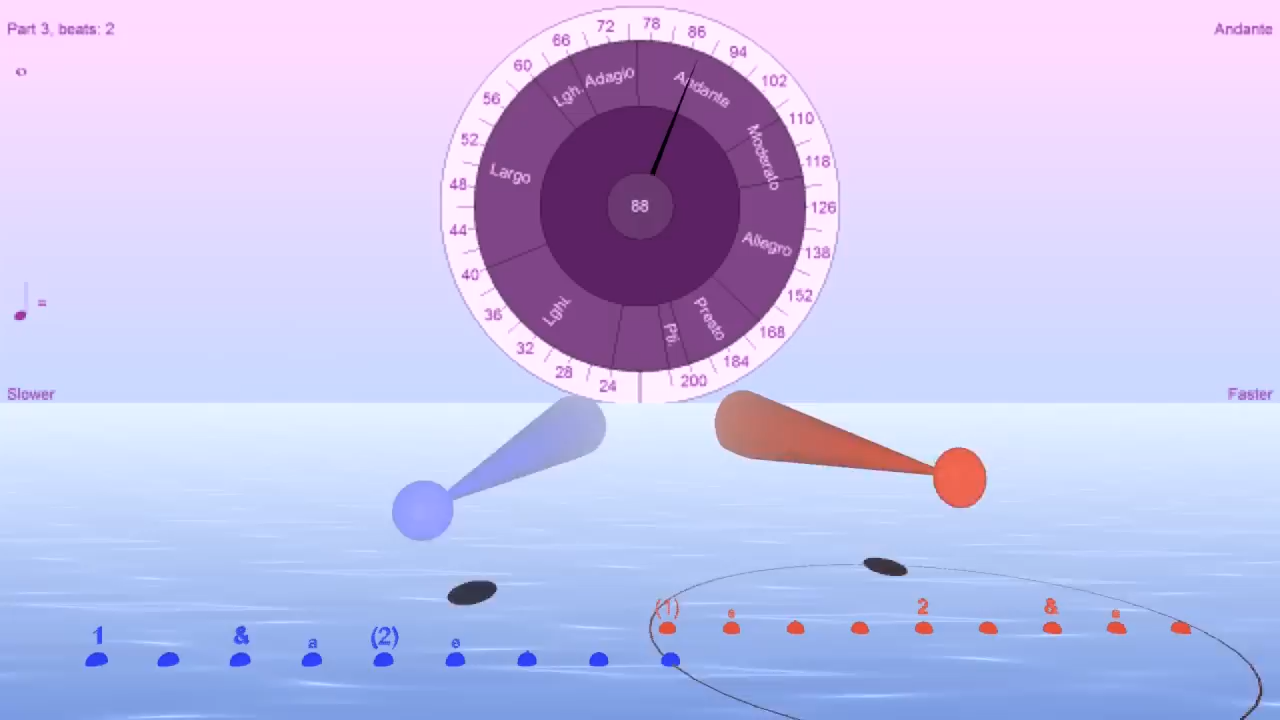 Part 3, beats: 2
Andante
78
86
94
102
110
118
126
138
152
168
184
200
24
28
32
36
40
44
48
52
56
60
66
72
Lgh.
Adagio
Andante
Moderato
Allegro
Presto
Pti.
Lghi.
Largo
88
=
Slower
Faster
(1) e 2 & a
1 & a (2) e